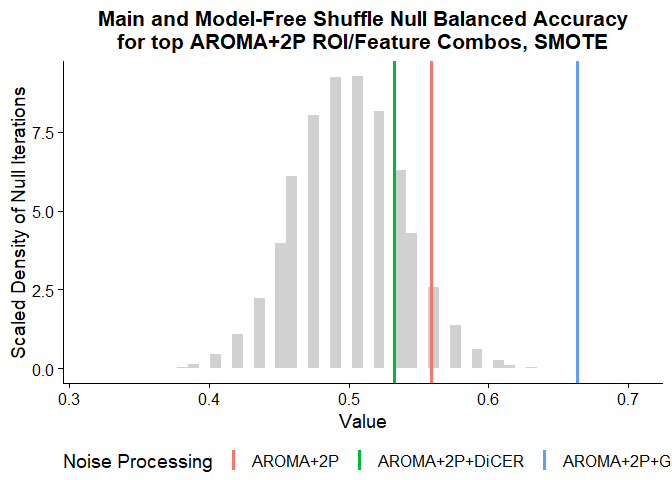 Main and Model-Free Shuffle Null Balanced Accuracy
for top AROMA+2P ROI/Feature Combos, SMOTE
Scaled Density of Null Iterations
7.5
5.0
2.5
0.0
0.3 0.4 0.5 0.6 0.7
Value
Noise Processing AROMA+2P AROMA+2P+DiCER AROMA+2P+G